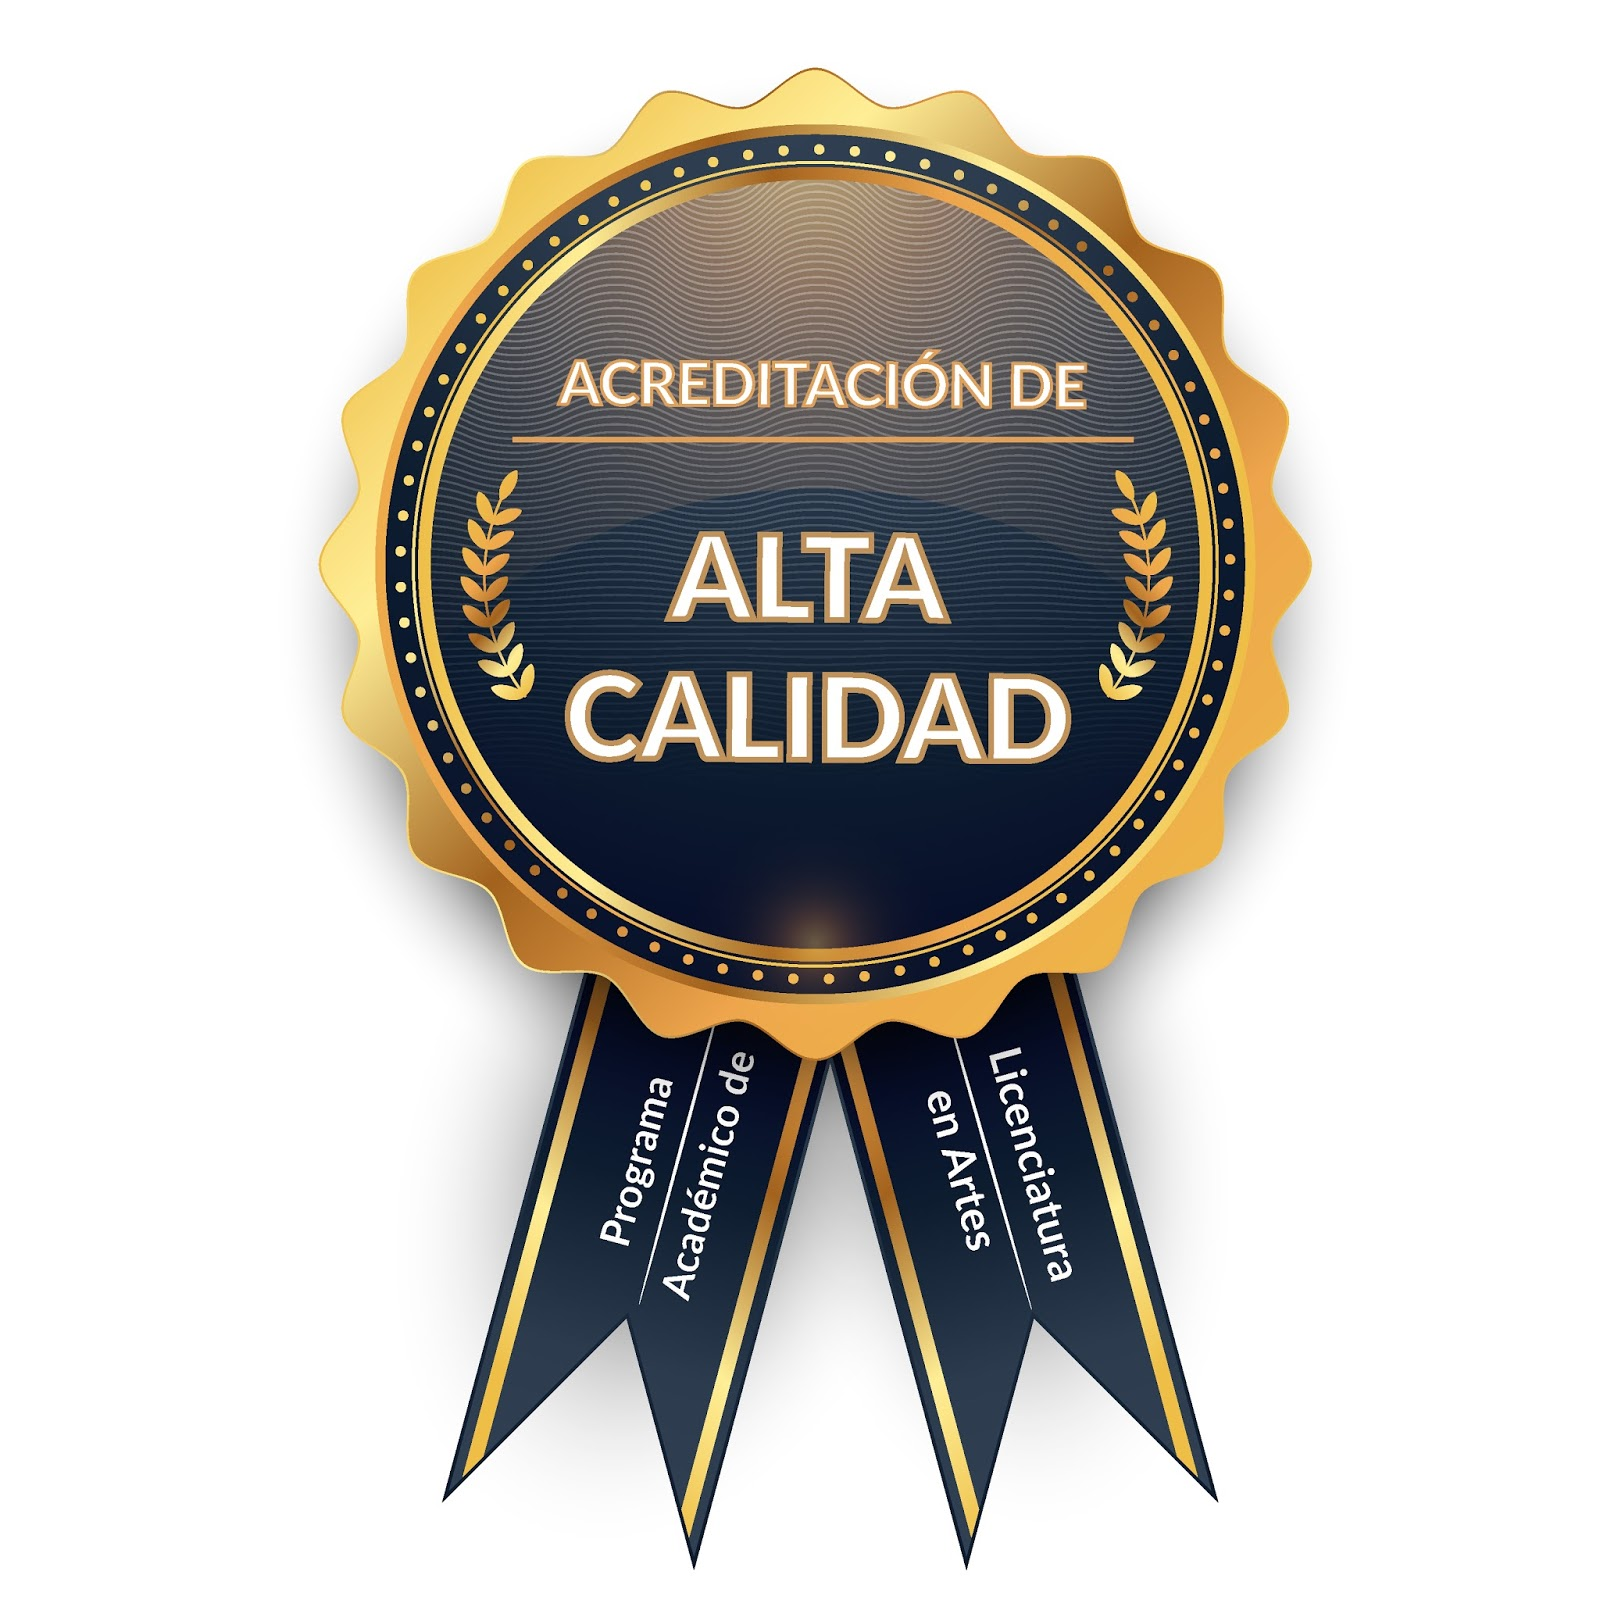 ACREDITACIÓN DE
ALTA
CALIDAD
Programa
Académico de
Licenciatura
en Artes